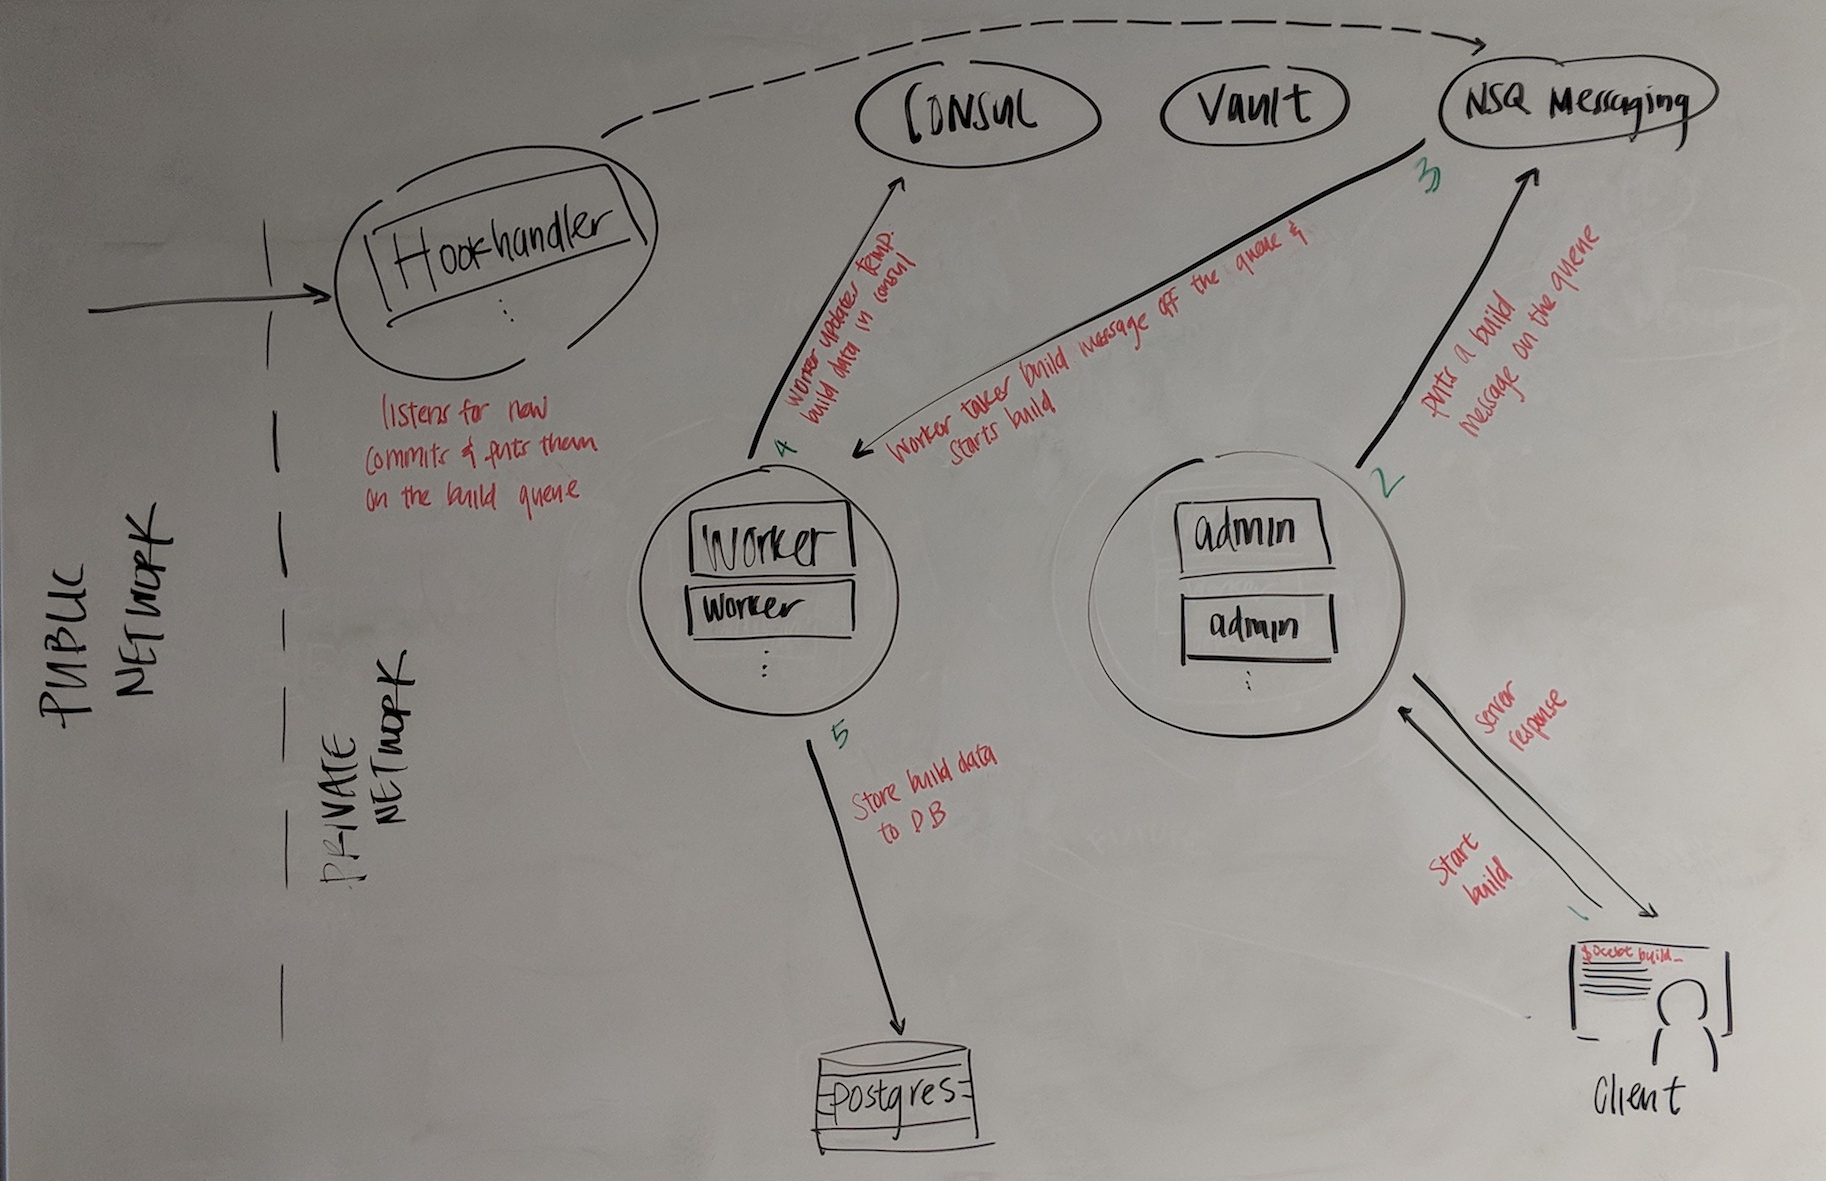 Consul
Vault
NSQ Messaging
Hookhandler
listens for new
commits & puts them
on the build queue
PUBLIC
NETWORK
PRIVATE
NETWORK
3
Worker takes build message off the queue &
starts build
4
Worker updates temp.
build data in consul
2
puts a build
message on the queue
Worker
Worker
admin
admin
5
Store build data
to DB
Server
response
Start
build
1
$ build_
Client
Postgres